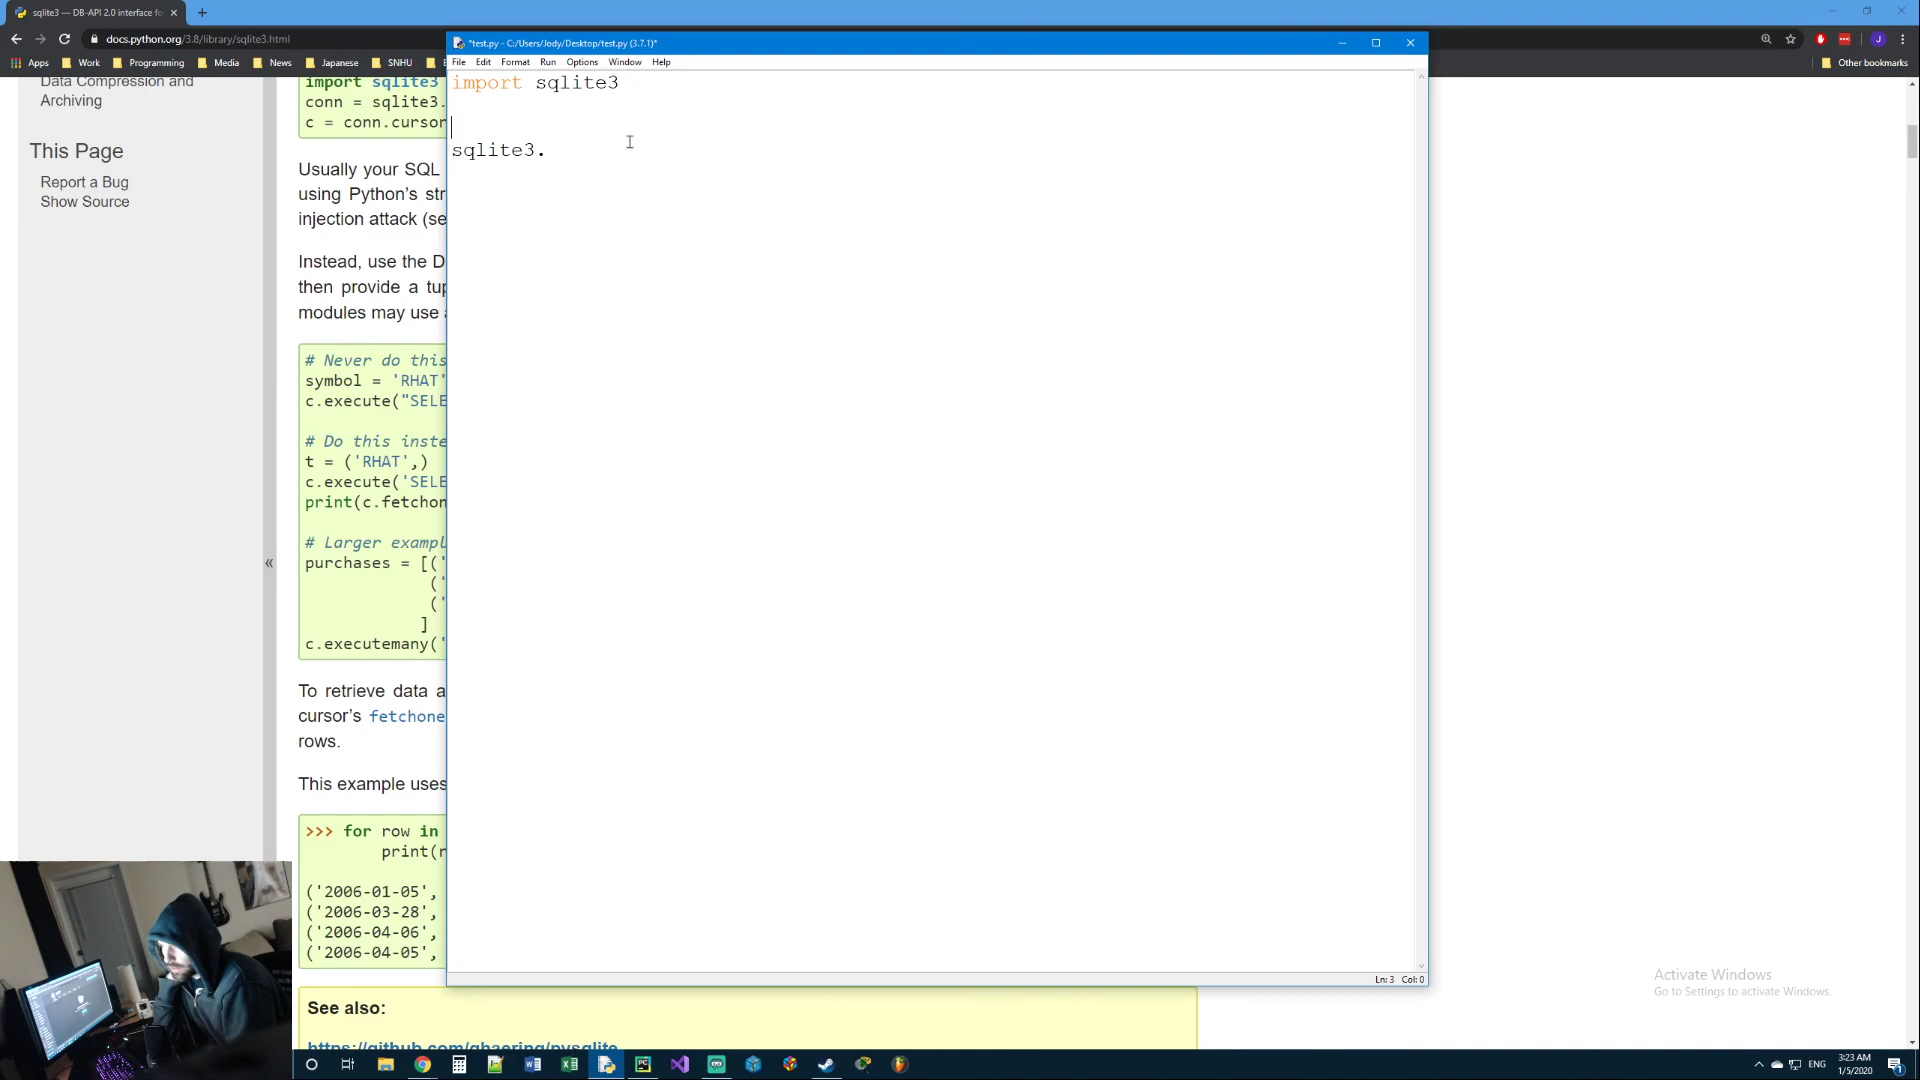 sqlite3 — DB-API 2.0 interface fo
docs.python.org/3.8/library/sqlite3.html
Apps Work Programming Media News Japanese SNHU
Other bookmarks
Data Compression and
Archiving
This Page
Report a Bug
Show Source
import sqlite3
conn = sqlite3.
c = conn.cursor
Usually your SQL
using Python’s str
injection attack (se
Instead, use the D
then provide a tup
modules may use
# Never do this
symbol = 'RHAT'
c.execute("SELE
# Do this inste
t = ('RHAT',)
c.execute('SELE
print(c.fetchon
# Larger exampl
purchases = [('
('
('
]
c.executemany('
To retrieve data a
cursor’s fetchone
rows.
This example uses
>>> for row in
print(r
('2006-01-05',
('2006-03-28',
('2006-04-06',
('2006-04-05',
See also:
https://github.com/ghaering/pysqlite
*test.py - C:/Users/Jody/Desktop/test.py (3.7.1)*
File Edit Format Run Options Window Help
import sqlite3
sqlite3.
Ln: 3 Col: 0
Activate Windows
Go to Settings to activate Windows.
ENG
3:23 AM
1/5/2020